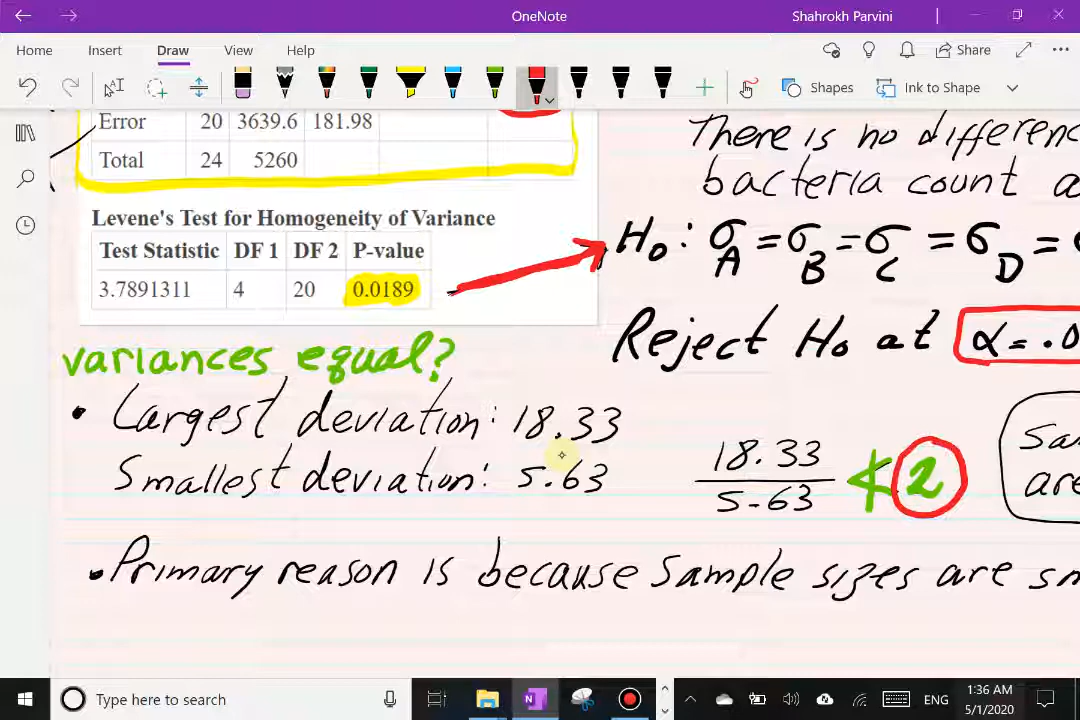 OneNote
Shahrokh Parvini
Home Insert Draw View Help
Share
Shapes
Ink to Shape
Error 20 3639.6 181.98
Total 24 5260
Levene's Test for Homogeneity of Variance
Test Statistic DF 1 DF 2 P-value
3.7891311 4 20 0.0189
There is no differenc
bacteria count a
Ho: σA = σB = σC = σD =
Reject Ho at α = .0
variances equal?
• Largest deviation: 18.33
Smallest deviation: 5.63
18.33
5.63
≮ 2
Sa
are
• Primary reason is because sample sizes are sm
Type here to search
ENG
1:36 AM
5/1/2020